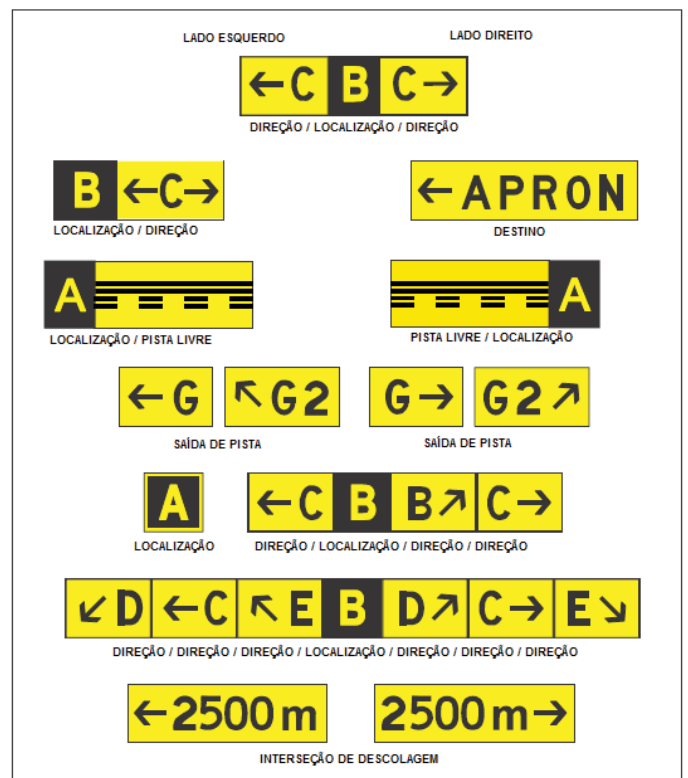 LADO ESQUERDO LADO DIREITO
←C B C→
DIREÇÃO / LOCALIZAÇÃO / DIREÇÃO
B ←C→ ←APRON
LOCALIZAÇÃO / DIREÇÃO DESTINO
A A
LOCALIZAÇÃO / PISTA LIVRE PISTA LIVRE / LOCALIZAÇÃO
←G ↖G2 G→ G2↗
SAÍDA DE PISTA SAÍDA DE PISTA
A ←C B B↗ C→
LOCALIZAÇÃO DIREÇÃO / LOCALIZAÇÃO / DIREÇÃO / DIREÇÃO
↙D ←C ↖E B D↗ C→ E↘
DIREÇÃO / DIREÇÃO / DIREÇÃO / LOCALIZAÇÃO / DIREÇÃO / DIREÇÃO / DIREÇÃO
←2500 m 2500 m→
INTERSEÇÃO DE DESCOLAGEM